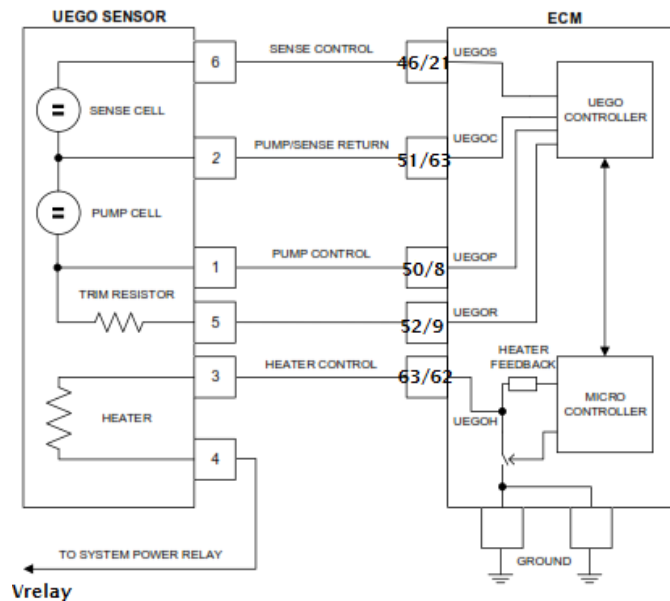 UEGO SENSOR
ECM
6
SENSE CONTROL
46/21
UEGOS
SENSE CELL
UEGO
CONTROLLER
2
PUMP/SENSE RETURN
51/63
UEGOC
PUMP CELL
1
PUMP CONTROL
50/8
UEGOP
TRIM RESISTOR
5
52/9
UEGOR
3
HEATER CONTROL
63/62
HEATER
FEEDBACK
MICRO
CONTROLLER
UEGOH
HEATER
4
TO SYSTEM POWER RELAY
GROUND
Vrelay